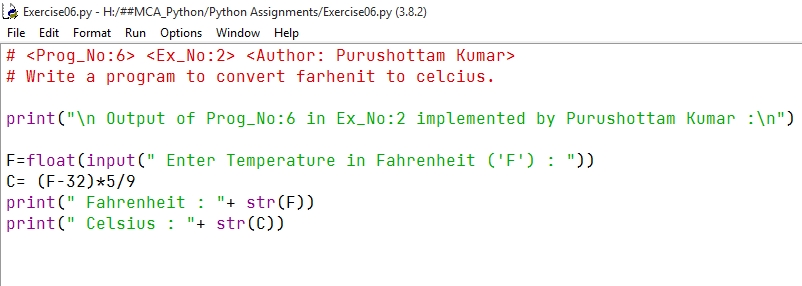 Exercise06.py - H:/##MCA_Python/Python Assignments/Exercise06.py (3.8.2)
File Edit Format Run Options Window Help
# <Prog_No:6> <Ex_No:2> <Author: Purushottam Kumar>
# Write a program to convert farhenit to celcius.
print("\n Output of Prog_No:6 in Ex_No:2 implemented by Purushottam Kumar :\n")
F=float(input(" Enter Temperature in Fahrenheit ('F') : "))
C= (F-32)*5/9
print(" Fahrenheit : "+ str(F))
print(" Celsius : "+ str(C))